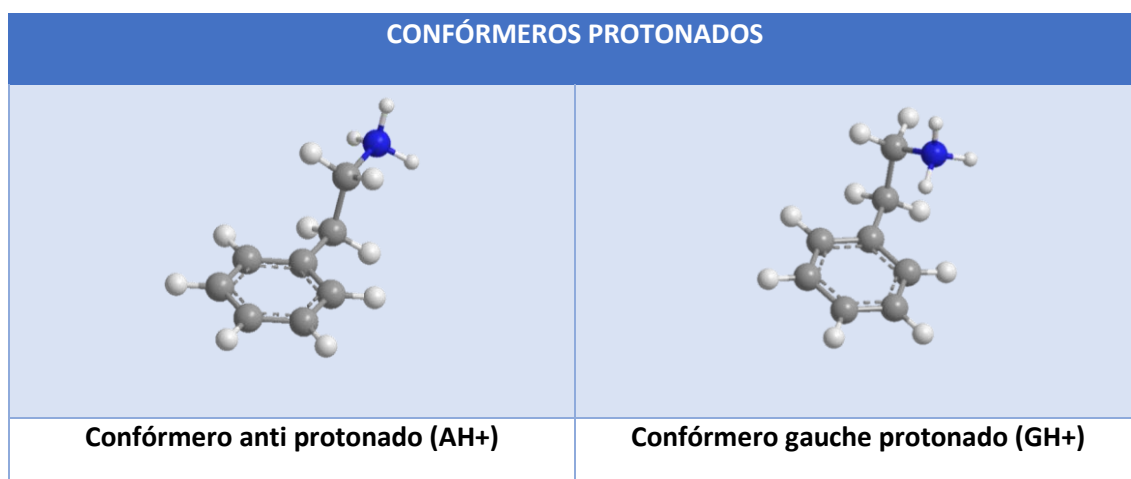 CONFÓRMEROS PROTONADOS
Confórmero anti protonado (AH+)
Confórmero gauche protonado (GH+)